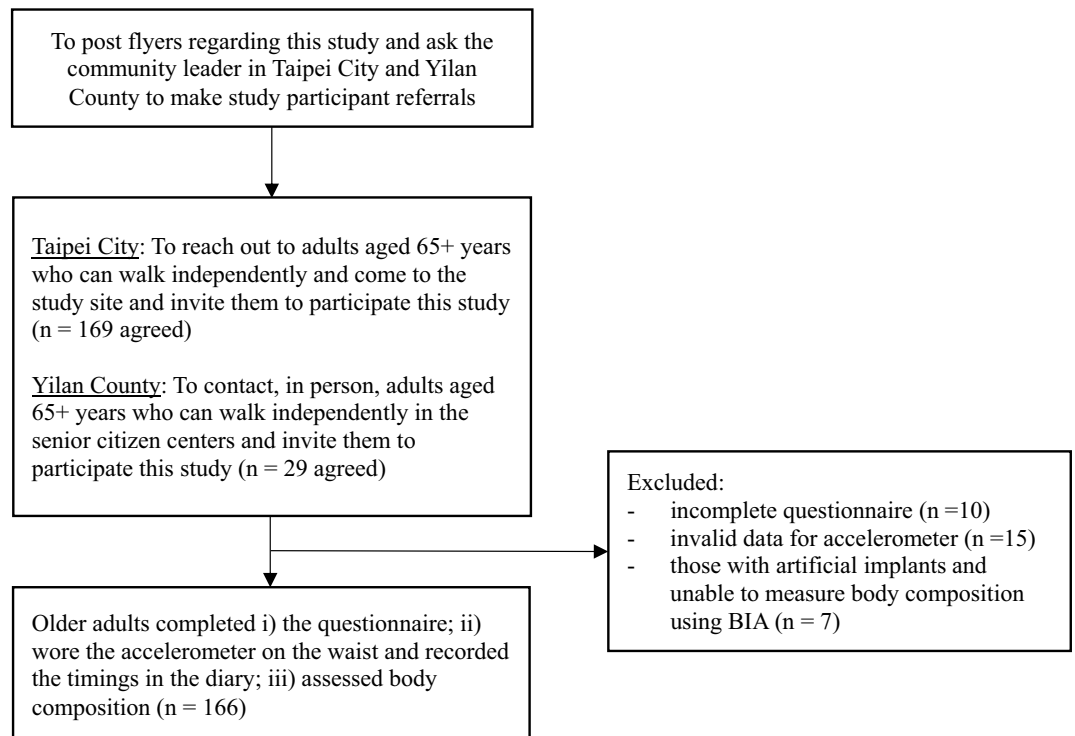 To post flyers regarding this study and ask the
community leader in Taipei City and Yilan
County to make study participant referrals
Taipei City: To reach out to adults aged 65+ years
who can walk independently and come to the
study site and invite them to participate this study
(n = 169 agreed)
Yilan County: To contact, in person, adults aged
65+ years who can walk independently in the
senior citizen centers and invite them to
participate this study (n = 29 agreed)
Excluded:
- incomplete questionnaire (n =10)
- invalid data for accelerometer (n =15)
- those with artificial implants and
unable to measure body composition
using BIA (n = 7)
Older adults completed i) the questionnaire; ii)
wore the accelerometer on the waist and recorded
the timings in the diary; iii) assessed body
composition (n = 166)